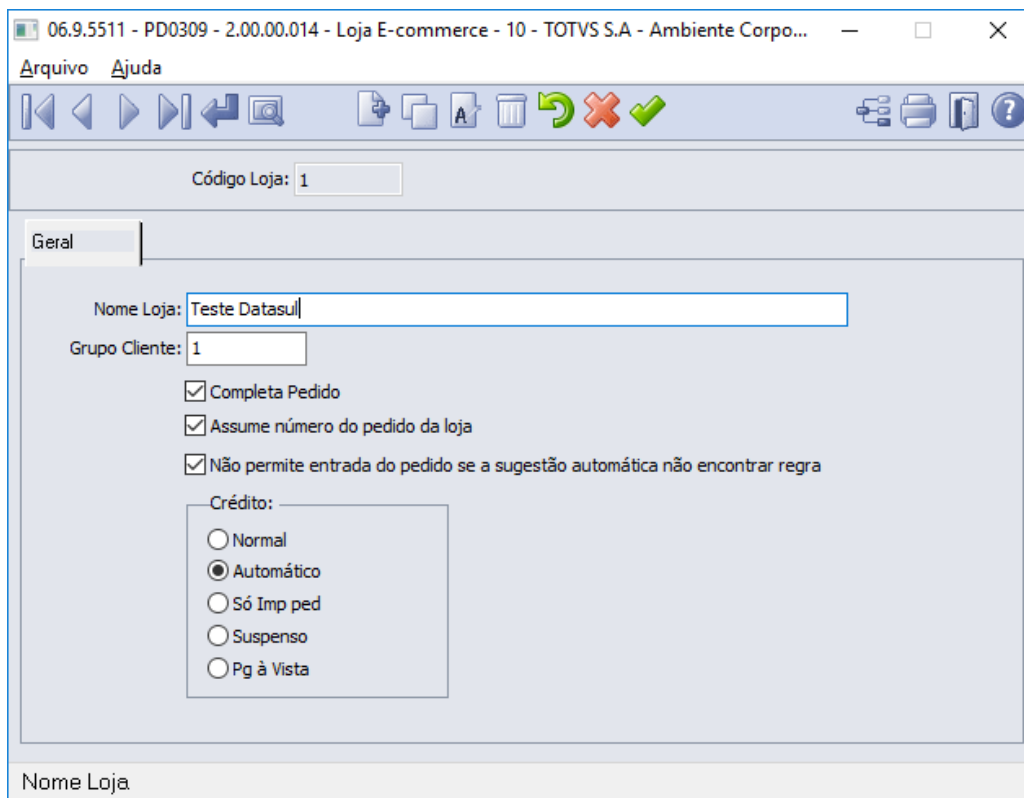 06.9.5511 - PD0309 - 2.00.00.014 - Loja E-commerce - 10 - TOTVS S.A - Ambiente Corpo...
Arquivo Ajuda
A
?
Código Loja: 1
Geral
Nome Loja: Teste Datasul
Grupo Cliente: 1
Completa Pedido
Assume número do pedido da loja
Não permite entrada do pedido se a sugestão automática não encontrar regra
Crédito:
Normal
Automático
Só Imp ped
Suspenso
Pg à Vista
Nome Loja